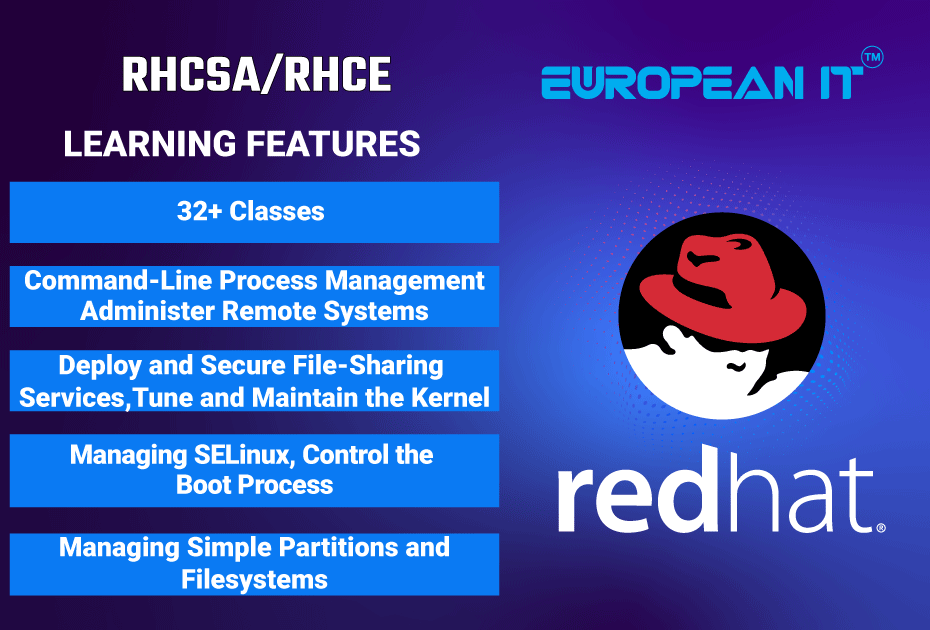 RHCSA/RHCE
LEARNING FEATURES
32+ Classes
Command-Line Process Management
Administer Remote Systems
Deploy and Secure File-Sharing
Services,Tune and Maintain the Kernel
Managing SELinux, Control the
Boot Process
Managing Simple Partitions and
Filesystems
EUROPEAN IT TM
redhat®